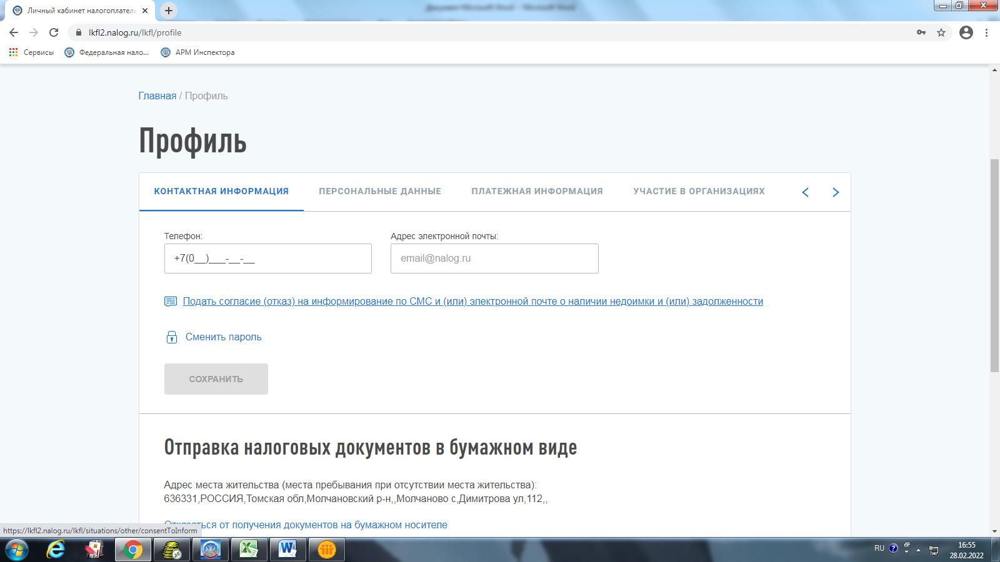 Личный кабинет налогоплатель
lkfl2.nalog.ru/lkfl/profile
Сервисы
Федеральная нало...
АРМ Инспектора
Главная / Профиль
Профиль
КОНТАКТНАЯ ИНФОРМАЦИЯ
ПЕРСОНАЛЬНЫЕ ДАННЫЕ
ПЛАТЕЖНАЯ ИНФОРМАЦИЯ
УЧАСТИЕ В ОРГАНИЗАЦИЯХ
Телефон:
Адрес электронной почты:
+7(0__)___-__-__
email@nalog.ru
Подать согласие (отказ) на информирование по СМС и (или) электронной почте о наличии недоимки и (или) задолженности
Сменить пароль
СОХРАНИТЬ
Отправка налоговых документов в бумажном виде
Адрес места жительства (места пребывания при отсутствии места жительства):
636331,РОССИЯ,Томская обл,Молчановский р-н,,Молчаново с,Димитрова ул,112,,
Отказаться от получения документов на бумажном носителе
https://lkfl2.nalog.ru/lkfl/situations/other/consentToInform
RU
16:55
28.02.2022